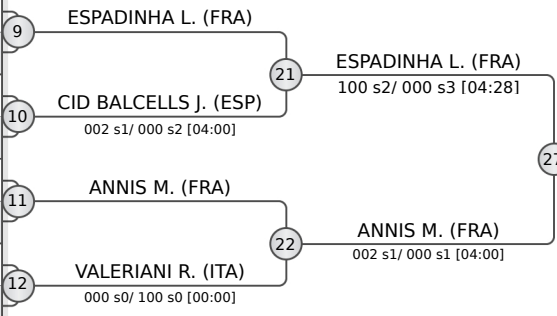 ESPADINHA L. (FRA)
9
21
ESPADINHA L. (FRA)
100 s2/ 000 s3 [04:28]
CID BALCELLS J. (ESP)
10
002 s1/ 000 s2 [04:00]
27
ANNIS M. (FRA)
11
22
ANNIS M. (FRA)
002 s1/ 000 s1 [04:00]
VALERIANI R. (ITA)
12
000 s0/ 100 s0 [00:00]